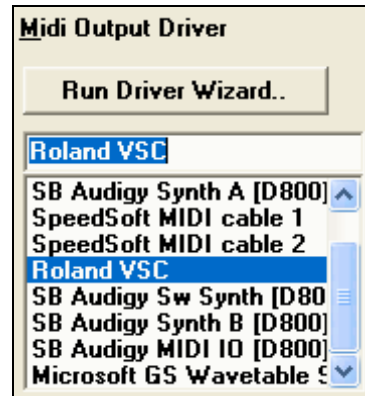 Midi Output Driver
Run Driver Wizard..
Roland VSC
SB Audigy Synth A [D800]
SpeedSoft MIDI cable 1
SpeedSoft MIDI cable 2
Roland VSC
SB Audigy Sw Synth [D80
SB Audigy Synth B [D800]
SB Audigy MIDI IO [D800]
Microsoft GS Wavetable S